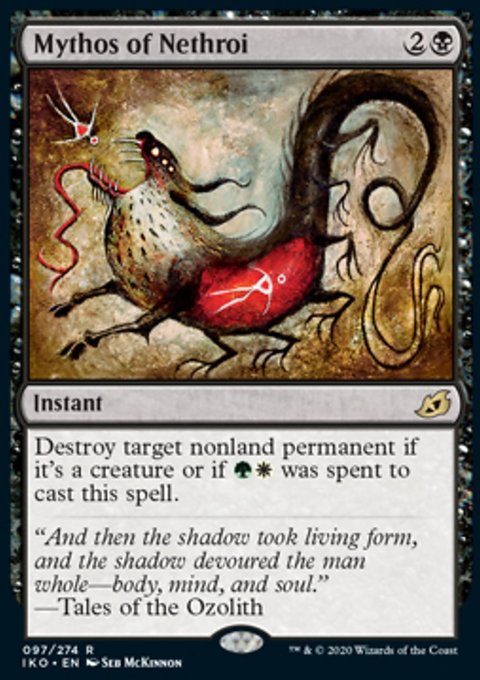 Mythos of Nethroi 2
Instant
Destroy target nonland permanent if
it's a creature or if was spent to
cast this spell.
“And then the shadow took living form,
and the shadow devoured the man
whole—body, mind, and soul.”
—Tales of the Ozolith
097/274 R
IKO • EN Seb McKinnon
™ & © 2020 Wizards of the Coast